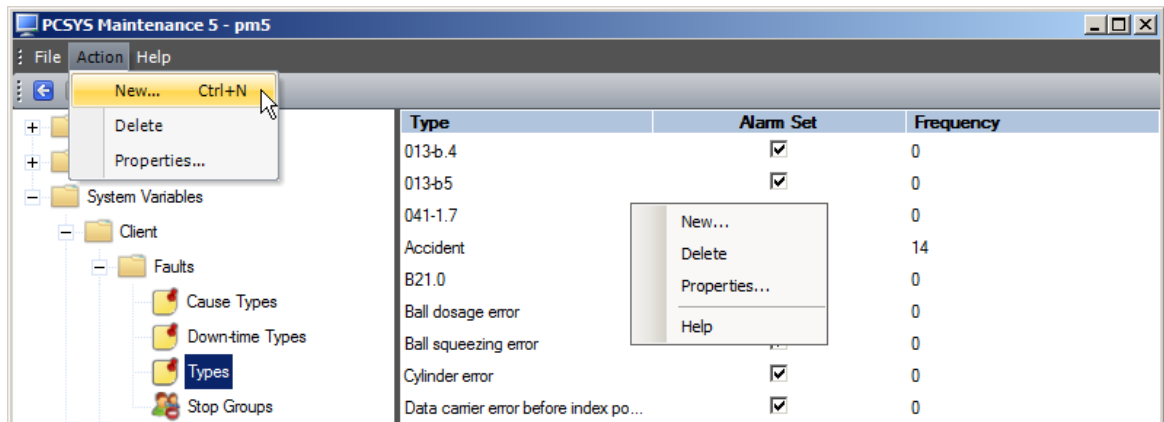 PCSYS Maintenance 5 - pm5
File Action Help
New... Ctrl+N
Delete
Properties...
System Variables
Client
Faults
Cause Types
Down-time Types
Types
Stop Groups
Type Alarm Set Frequency
013-b.4 0
013-b5 0
041-1.7 0
Accident 14
B21.0 0
Ball dosage error 0
Ball squeezing error 0
Cylinder error 0
Data carrier error before index po... 0
New...
Delete
Properties...
Help